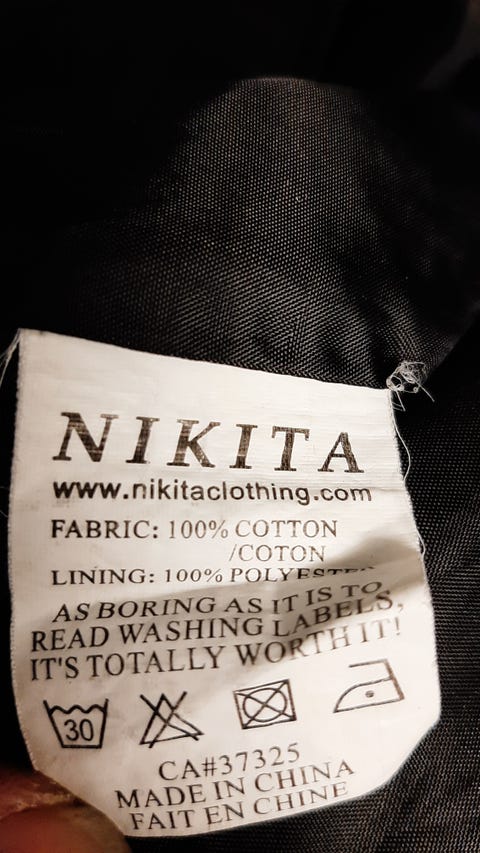 NIKITA
www.nikitaclothing.com
FABRIC: 100% COTTON
/COTON
LINING: 100% POLYESTER
AS BORING AS IT IS TO
READ WASHING LABELS,
IT'S TOTALLY WORTH IT!
30
CA#37325
MADE IN CHINA
FAIT EN CHINE